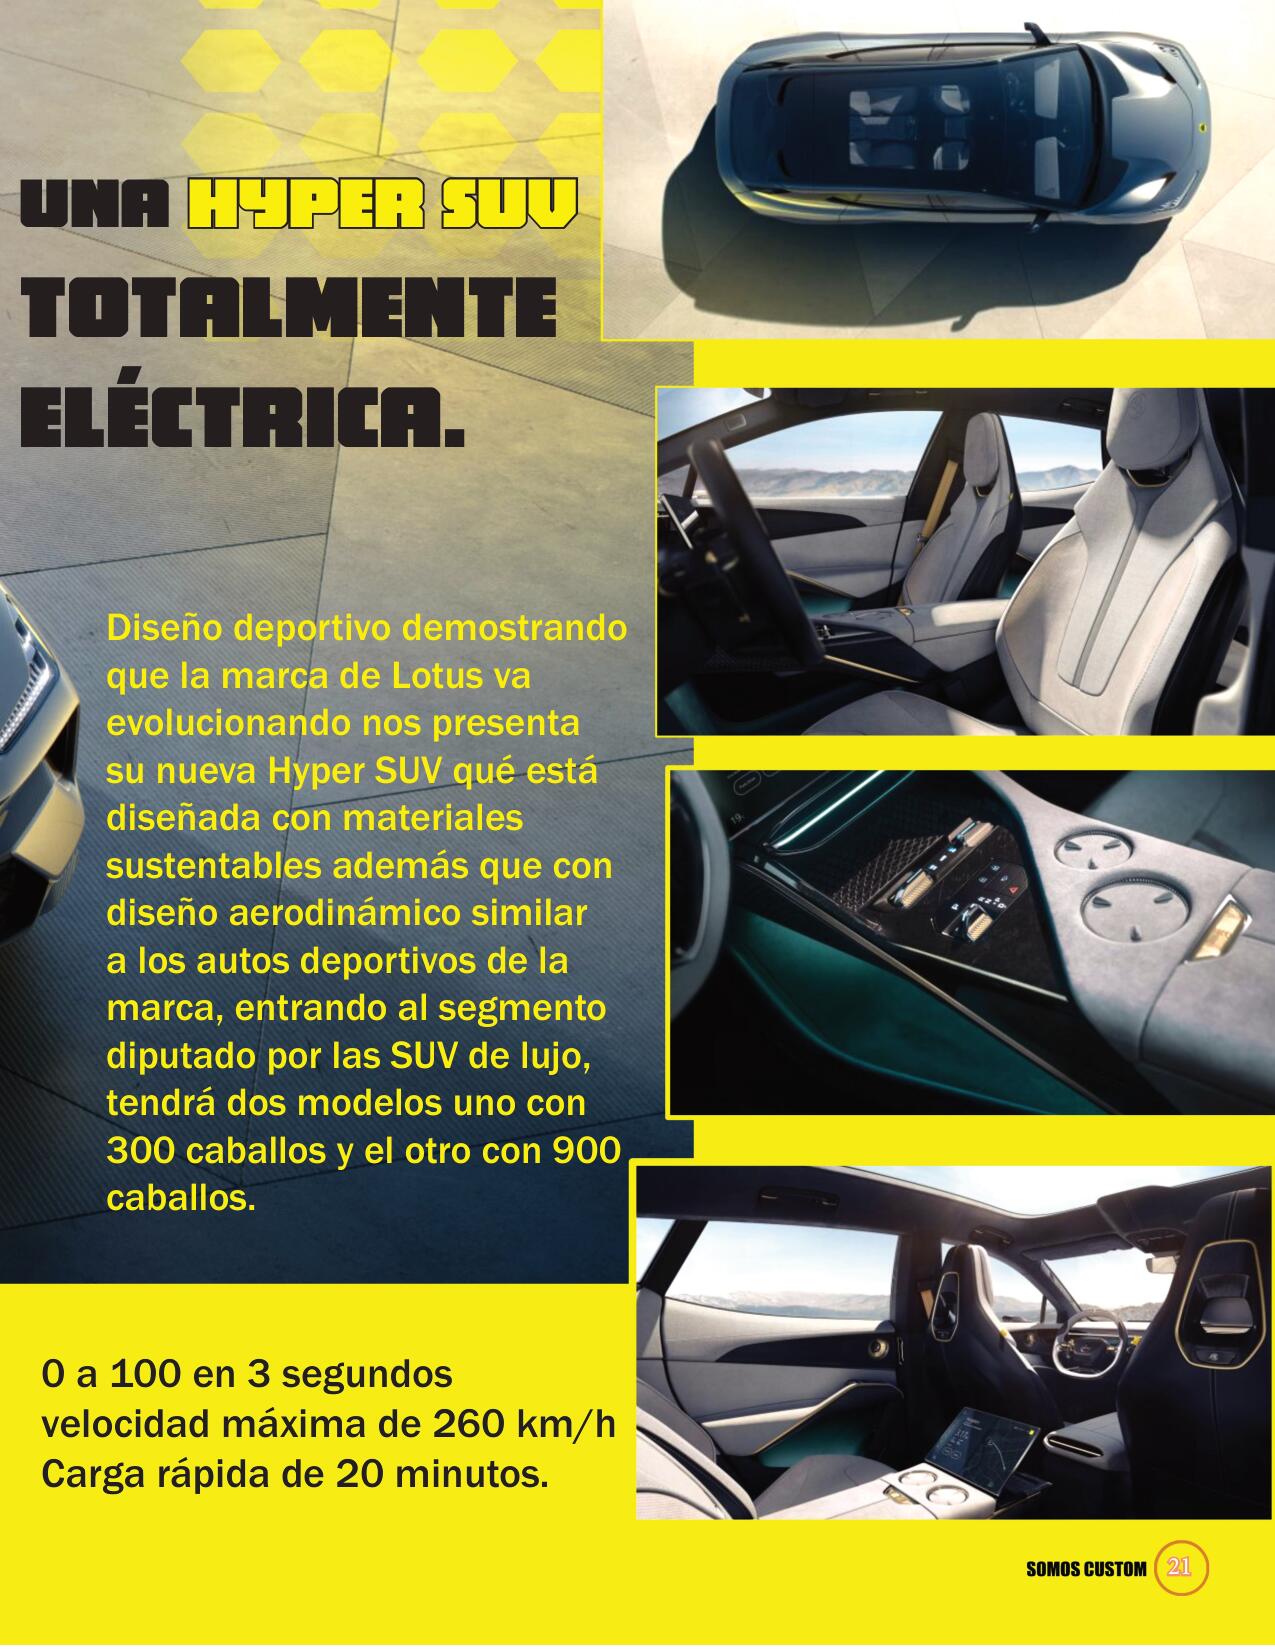 UNA HYPER SUV
TOTALMENTE
ELÉCTRICA.
Diseño deportivo demostrando
que la marca de Lotus va
evolucionando nos presenta
su nueva Hyper SUV qué está
diseñada con materiales
sustentables además que con
diseño aerodinámico similar
a los autos deportivos de la
marca, entrando al segmento
diputado por las SUV de lujo,
tendrá dos modelos uno con
300 caballos y el otro con 900
caballos.
0 a 100 en 3 segundos
velocidad máxima de 260 km/h
Carga rápida de 20 minutos.
SOMOS CUSTOM 21